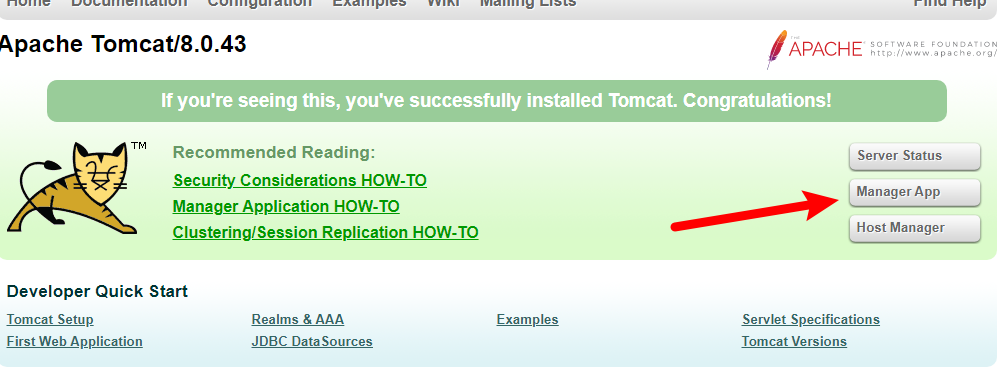 Home Documentation Configuration Examples Wiki Mailing Lists Find Help
Apache Tomcat/8.0.43
THE
APACHE SOFTWARE FOUNDATION
http://www.apache.org/
If you're seeing this, you've successfully installed Tomcat. Congratulations!
TM
Recommended Reading:
Security Considerations HOW-TO
Manager Application HOW-TO
Clustering/Session Replication HOW-TO
Server Status
Manager App
Host Manager
Developer Quick Start
Tomcat Setup
First Web Application
Realms & AAA
JDBC DataSources
Examples
Servlet Specifications
Tomcat Versions